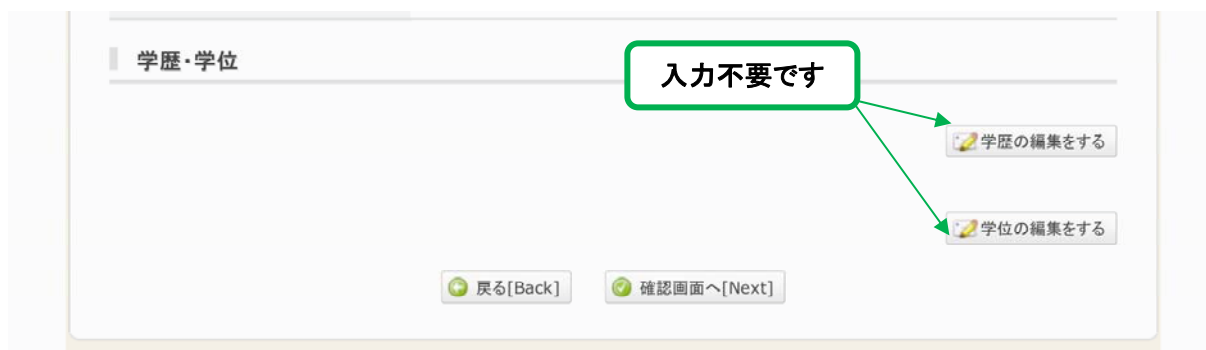 学歴・学位
入力不要です
学歴の編集をする
学位の編集をする
戻る[Back]
確認画面へ[Next]